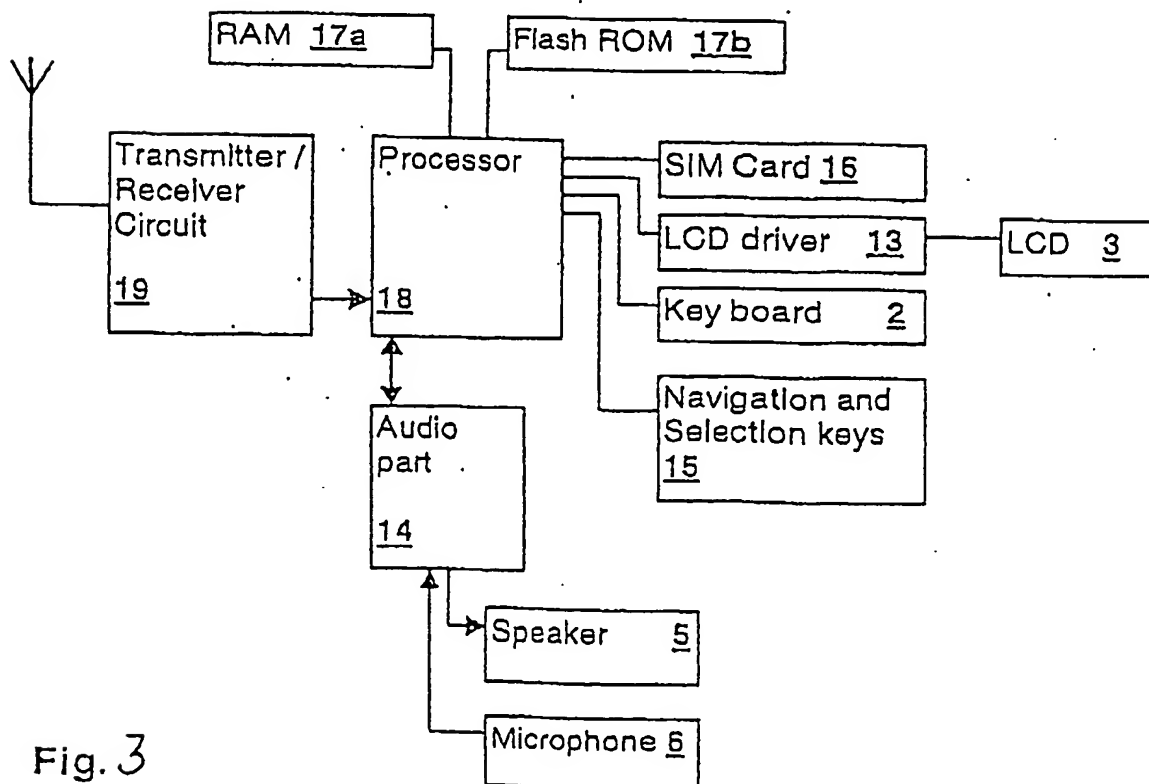 RAM 17a
Flash ROM 17b
Transmitter /
Receiver
Circuit
19
Processor
18
SIM Card 16
LCD driver 13
LCD 3
Key board 2
Navigation and
Selection keys
15
Audio
part
14
Speaker 5
Microphone 6
Fig. 3